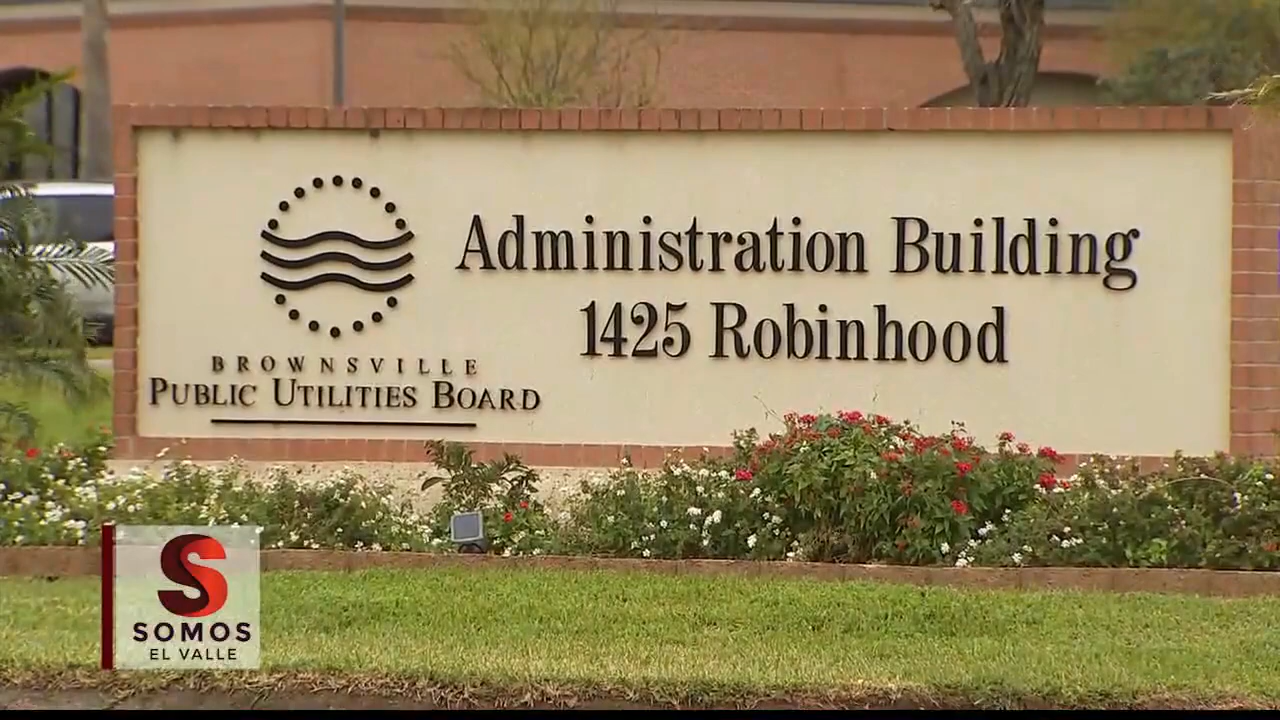 Administration Building
1425 Robinhood
BROWNSVILLE
PUBLIC UTILITIES BOARD
S
SOMOS
EL VALLE